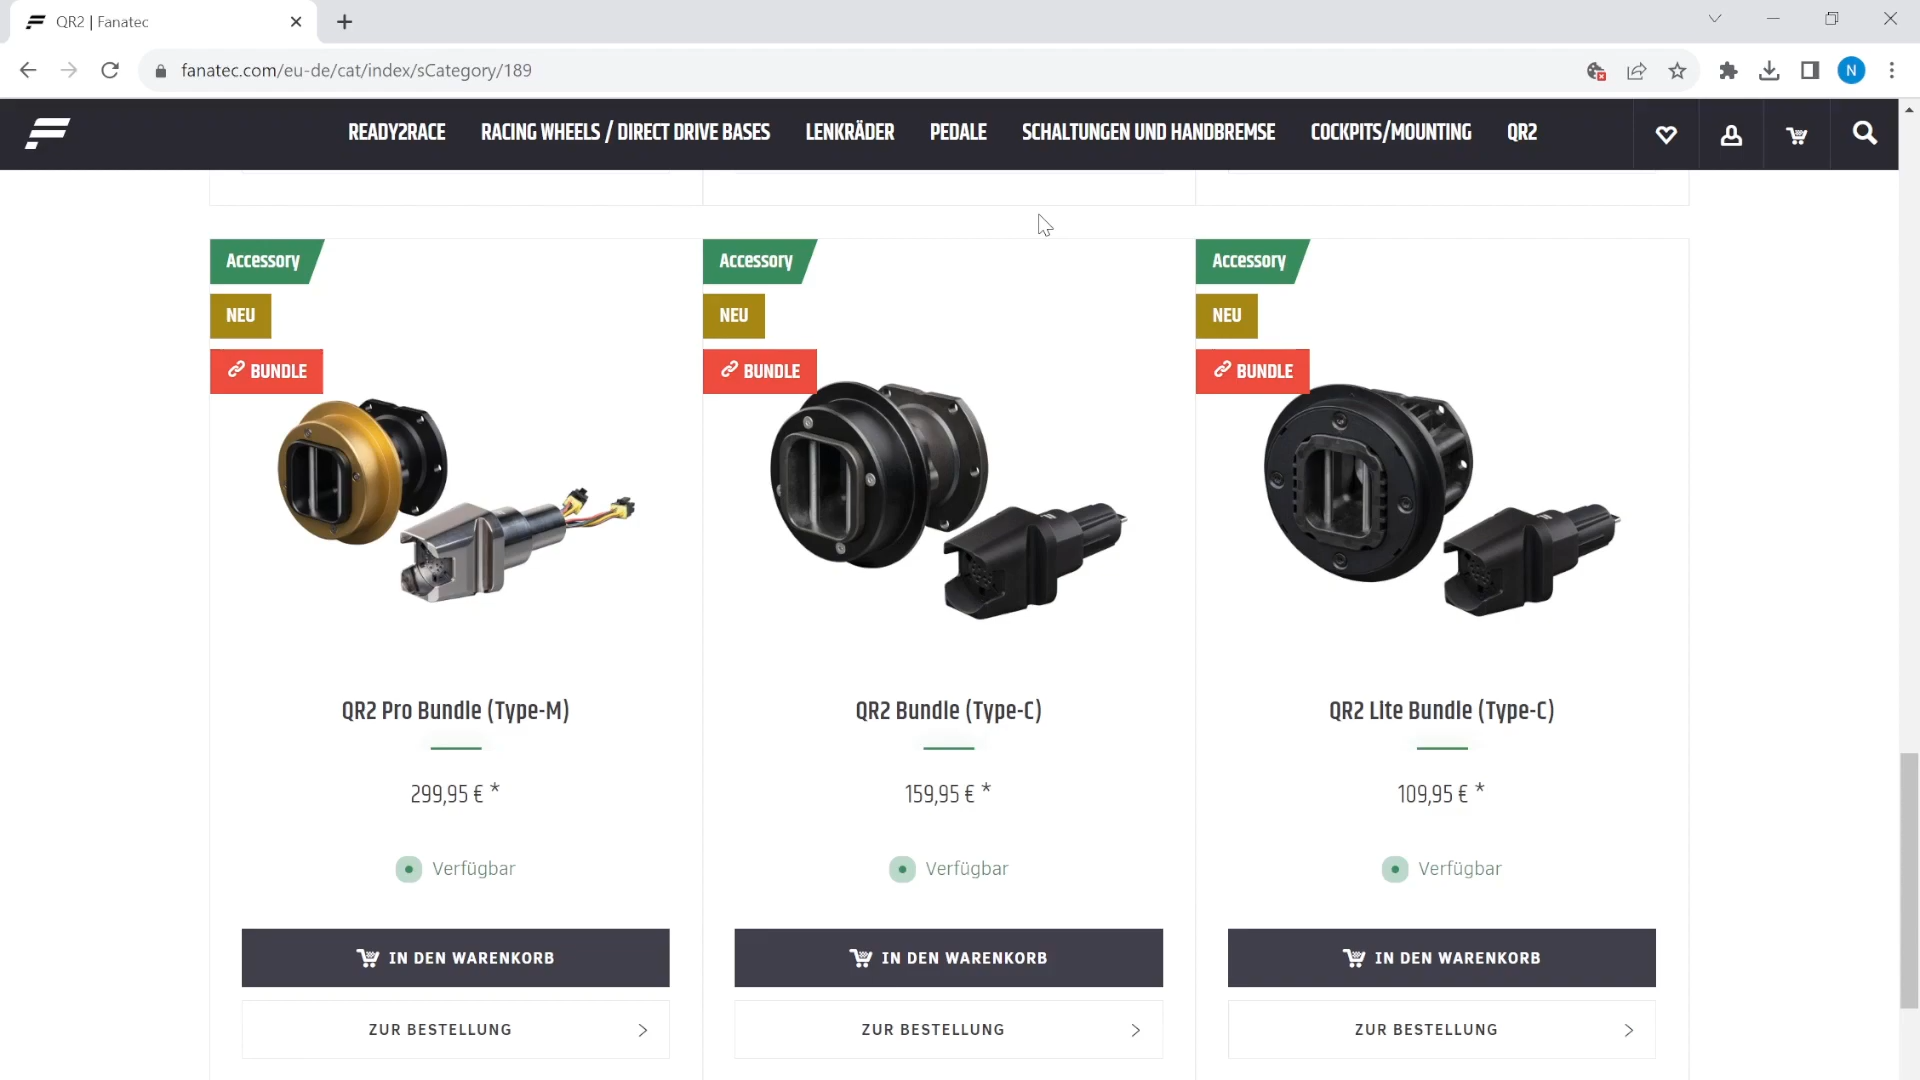 QR2 | Fanatec
fanatec.com/eu-de/cat/index/sCategory/189
N
READY2RACE
RACING WHEELS / DIRECT DRIVE BASES
LENKRÄDER
PEDALE
SCHALTUNGEN UND HANDBREMSE
COCKPITS/MOUNTING
QR2
Accessory
NEU
BUNDLE
QR2 Pro Bundle (Type-M)
299,95 € *
Verfügbar
IN DEN WARENKORB
ZUR BESTELLUNG
Accessory
NEU
BUNDLE
QR2 Bundle (Type-C)
159,95 € *
Verfügbar
IN DEN WARENKORB
ZUR BESTELLUNG
Accessory
NEU
BUNDLE
QR2 Lite Bundle (Type-C)
109,95 € *
Verfügbar
IN DEN WARENKORB
ZUR BESTELLUNG